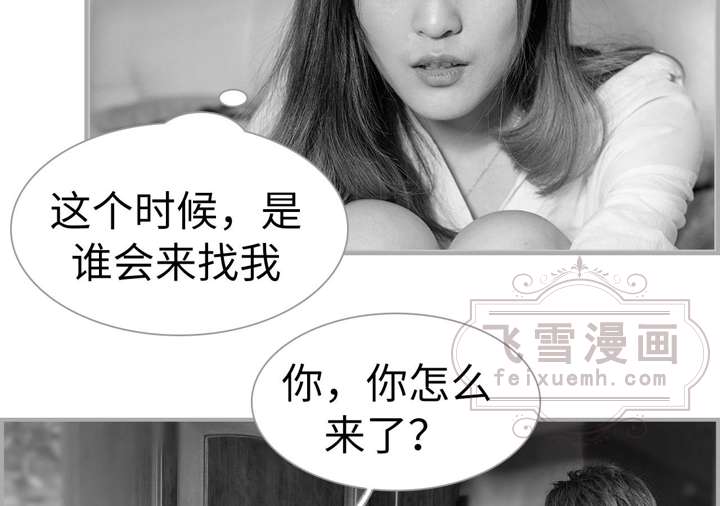 这个时候，是
谁会来找我
飞雪漫画
feixuemh.com
你，你怎么
来了？